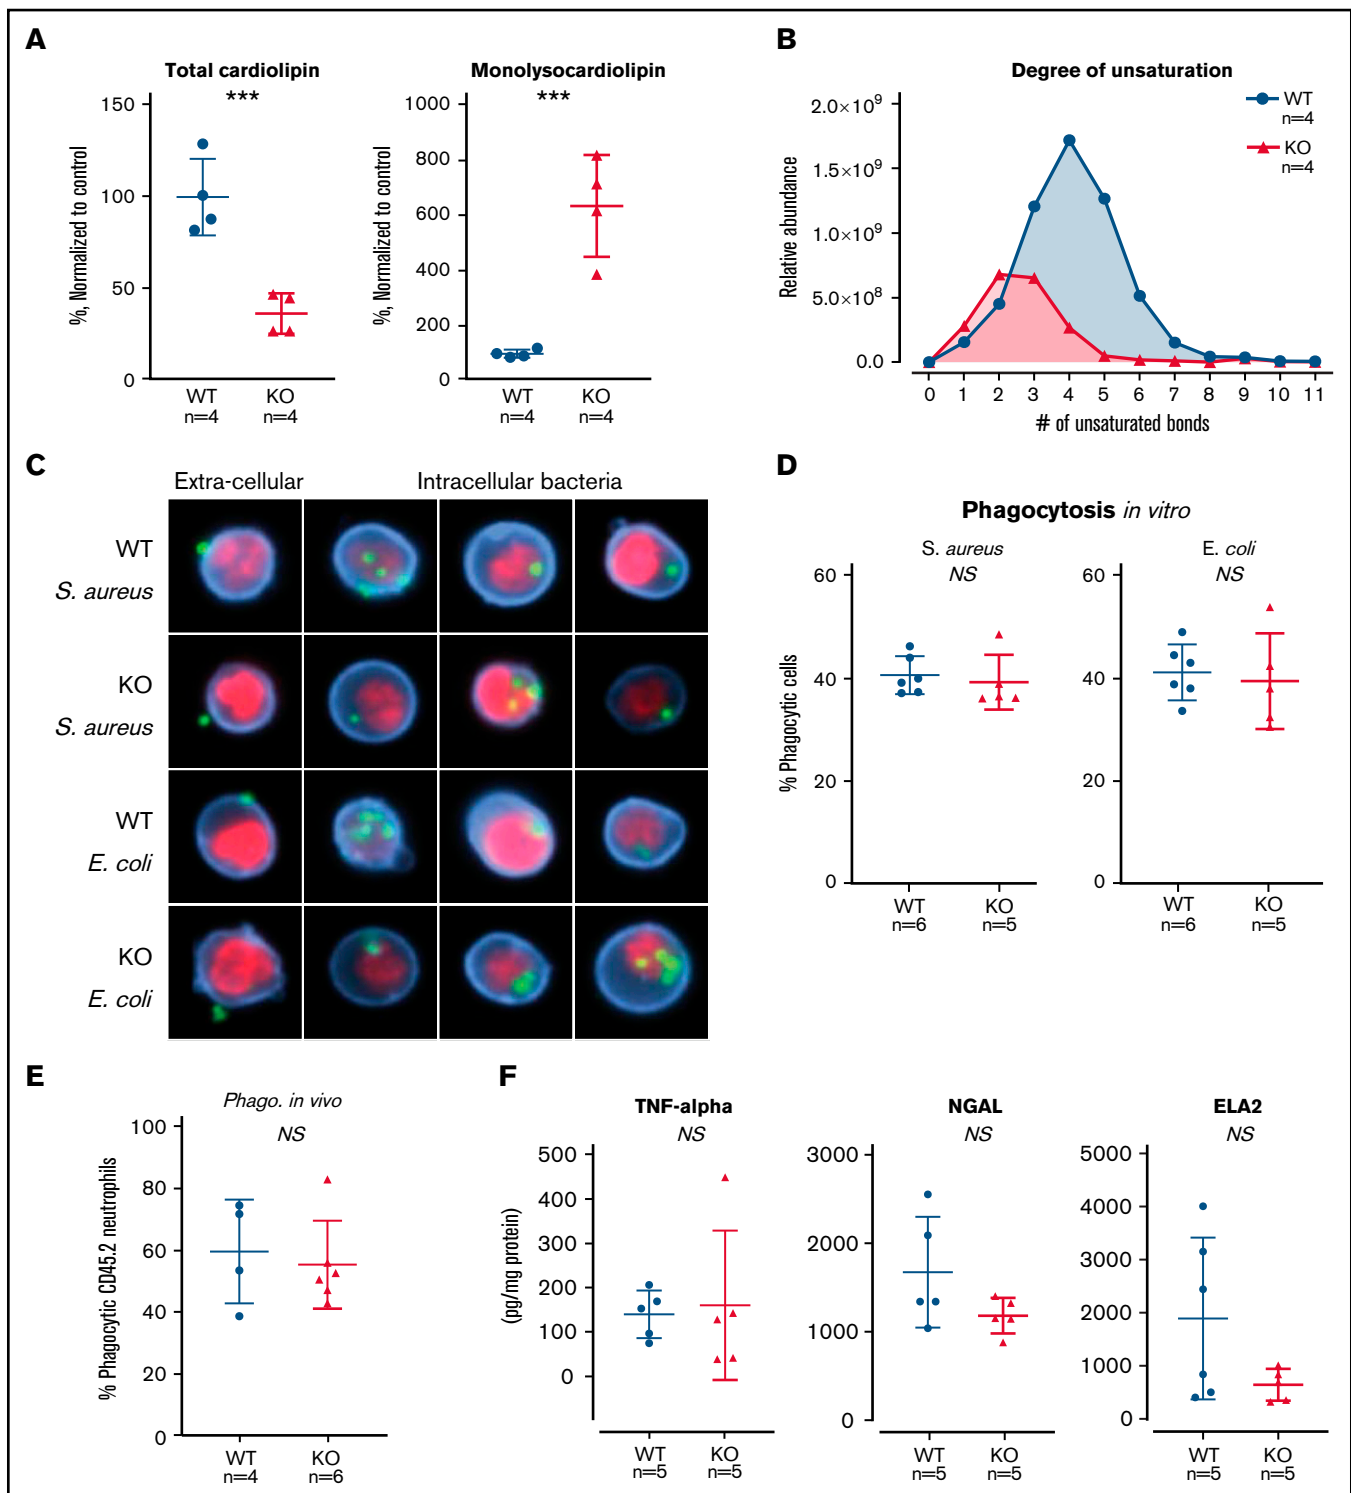 A
Total cardiolipin
***
%, Normalized to control
150
100
50
0
WT
n=4
KO
n=4
Monolysocardiolipin
***
%, Normalized to control
1000
800
600
400
200
0
WT
n=4
KO
n=4
B
Degree of unsaturation
WT
n=4
KO
n=4
Relative abundance
2.0×10⁹
1.5×10⁹
1.0×10⁹
5.0×10⁸
0.0
0 1 2 3 4 5 6 7 8 9 10 11
# of unsaturated bonds
C
Extra-cellular
Intracellular bacteria
WT
S. aureus
KO
S. aureus
WT
E. coli
KO
E. coli
D
Phagocytosis in vitro
S. aureus
NS
% Phagocytic cells
60
40
20
0
WT
n=6
KO
n=5
E. coli
NS
60
40
20
0
WT
n=6
KO
n=5
E
Phago. in vivo
NS
% Phagocytic CD45.2 neutrophils
100
80
60
40
20
0
WT
n=4
KO
n=6
F
TNF-alpha
NS
(pg/mg protein)
500
400
300
200
100
0
WT
n=5
KO
n=5
NGAL
NS
3000
2000
1000
0
WT
n=5
KO
n=5
ELA2
NS
5000
4000
3000
2000
1000
0
WT
n=5
KO
n=5